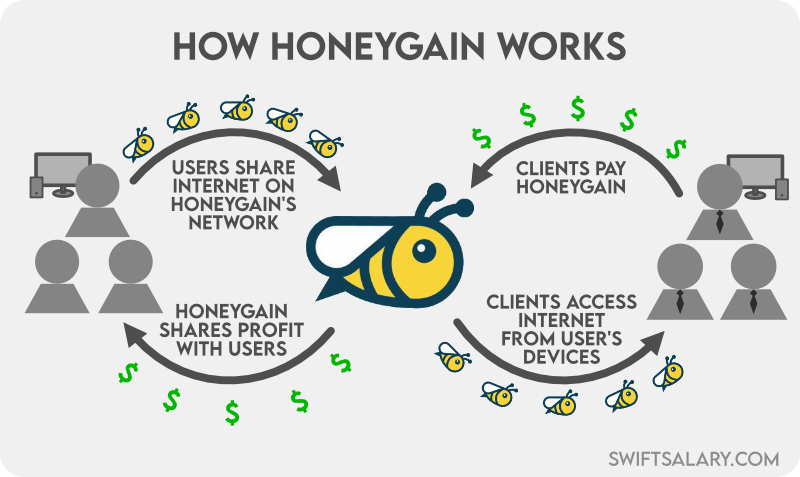 HOW HONEYGAIN WORKS
USERS SHARE
INTERNET ON
HONEYGAIN'S
NETWORK
CLIENTS PAY
HONEYGAIN
HONEYGAIN
SHARES PROFIT
WITH USERS
CLIENTS ACCESS
INTERNET
FROM USER'S
DEVICES
$ $ $ $ $
$ $ $ $ $
SWIFTSALARY.COM